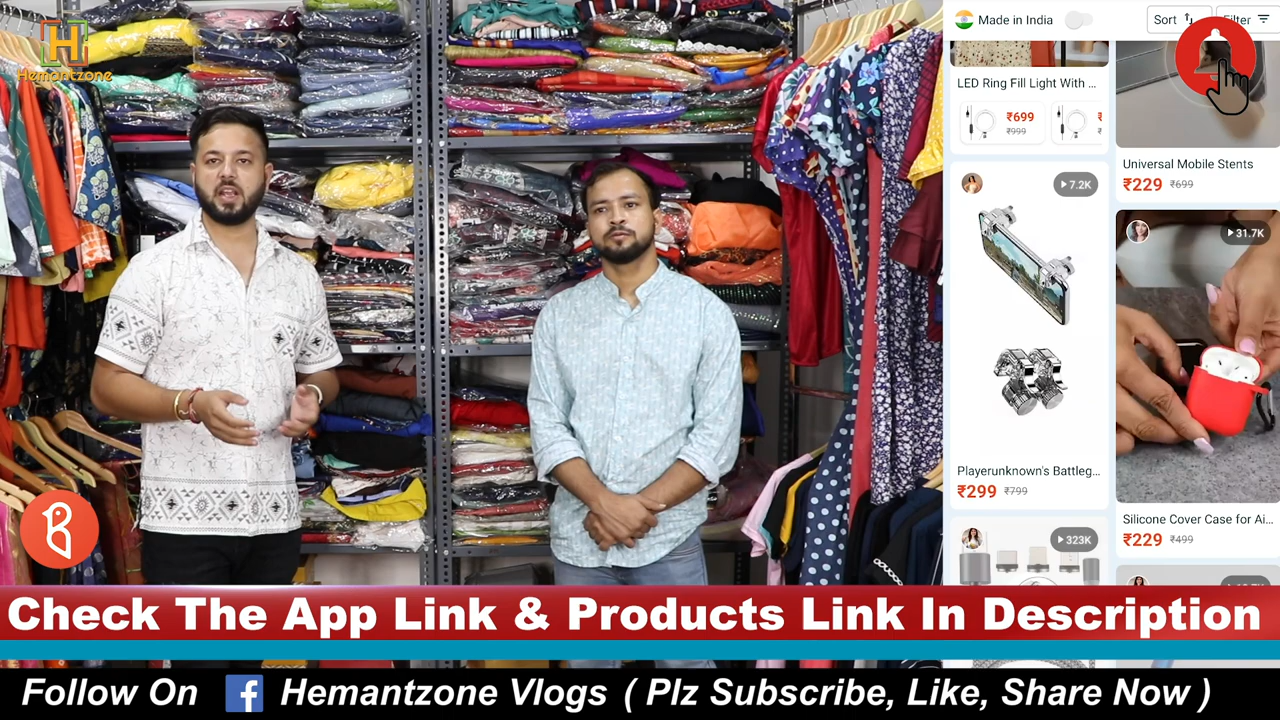 H
Hemantzone
Made in India
Sort
Filter
LED Ring Fill Light With ...
₹699
₹999
Universal Mobile Stents
₹229 ₹699
7.2K
31.7K
Playerunknown's Battleg...
₹299 ₹799
Silicone Cover Case for Ai...
₹229 ₹499
323K
B
Check The App Link & Products Link In Description
Follow On f Hemantzone Vlogs ( Plz Subscribe, Like, Share Now )